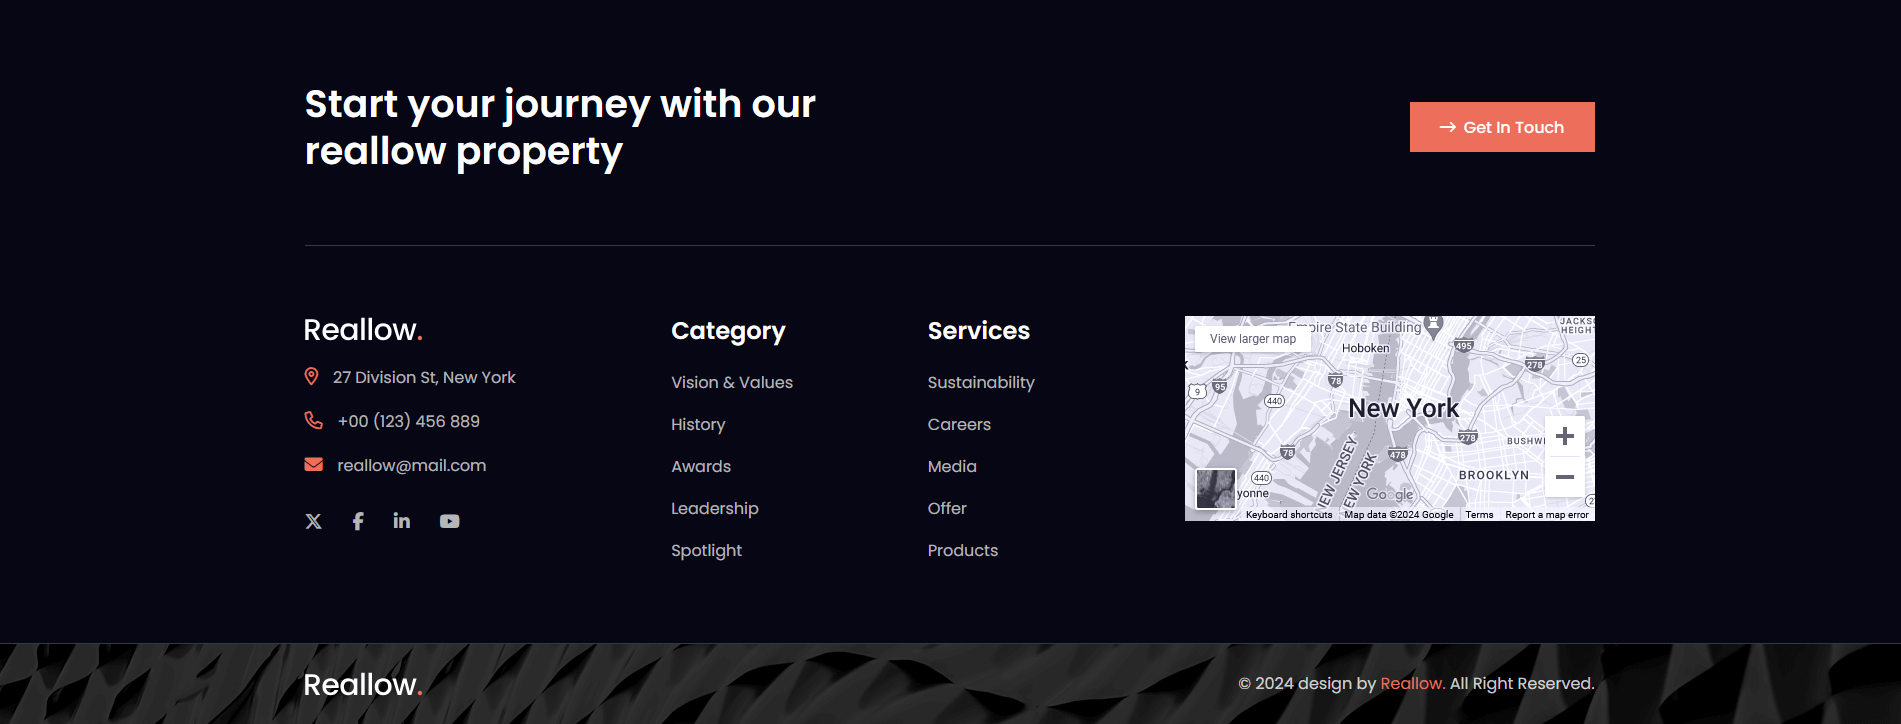 Start your journey with our
reallow property
Get In Touch
Reallow.
27 Division St, New York
+00 (123) 456 889
reallow@mail.com
Category
Vision & Values
History
Awards
Leadership
Spotlight
Services
Sustainability
Careers
Media
Offer
Products
Empire State Building
View larger map
Hoboken
JACKS
HEIGHT
495
25
278
78
95
9
440
New York
278
BUSHWI
78
478
NEW JERSEY
NEW YORK
BROOKLYN
440
yonne
Google
Keyboard shortcuts
Map data ©2024 Google
Terms
Report a map error
Reallow.
© 2024 design by Reallow. All Right Reserved.